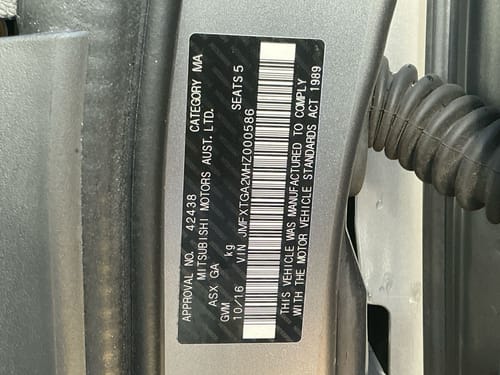 APPROVAL NO. 42438 CATEGORY MA
MITSUBISHI MOTORS AUST. LTD.
ASX GA SEATS 5
GVM kg
10/16 VIN JMFXTGA2WHZ000586
THIS VEHICLE WAS MANUFACTURED TO COMPLY
WITH THE MOTOR VEHICLE STANDARDS ACT 1989